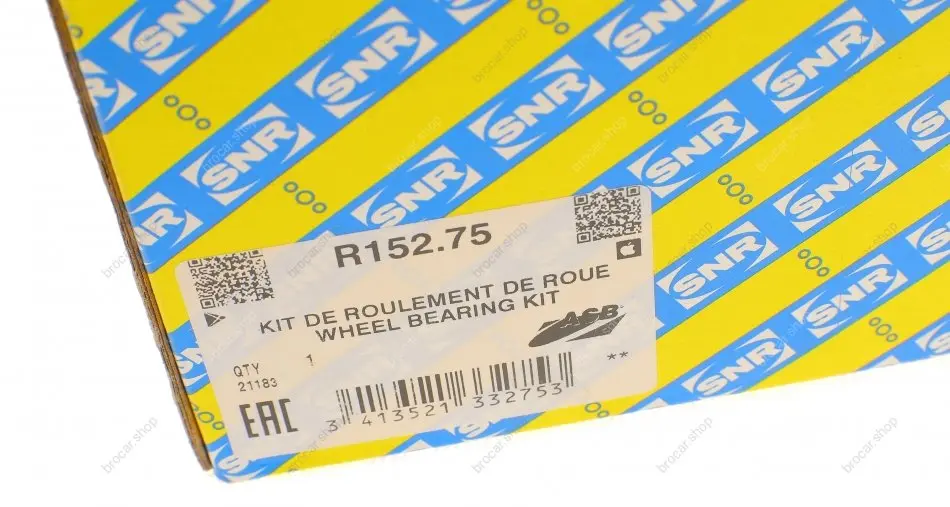 SNR
R152.75
KIT DE ROULEMENT DE ROUE
WHEEL BEARING KIT
ASB
QTY 1
21183
**
EAC
3 413521 332753
brocar.shop